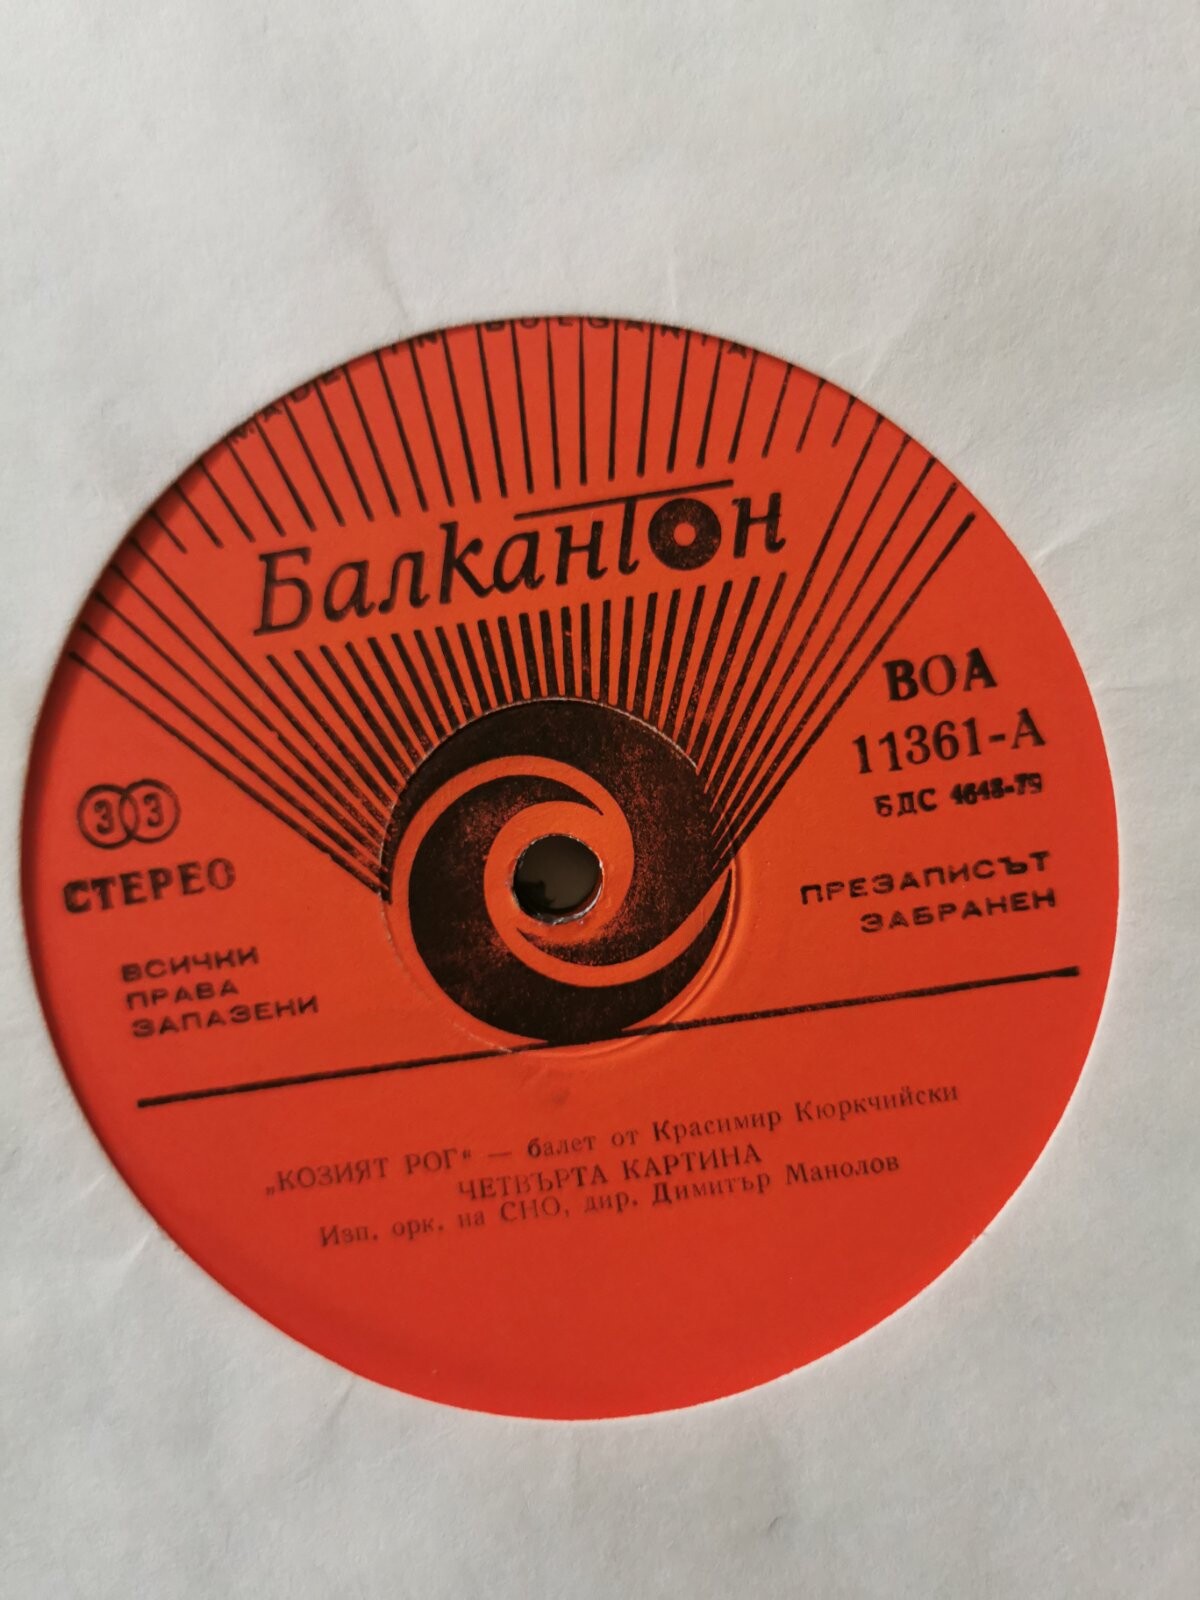 MADE IN BULGARIA
Балкантон
ВОА
11361-А
БДС 4648-79
33
СТЕРЕО
ПРЕЗАПИСЪТ
ЗАБРАНЕН
ВСИЧКИ
ПРАВА
ЗАПАЗЕНИ
„КОЗИЯТ РОГ“ — балет от Красимир Кюркчийски
ЧЕТВЪРТА КАРТИНА
Изп. орк. на СНО, дир. Димитър Манолов